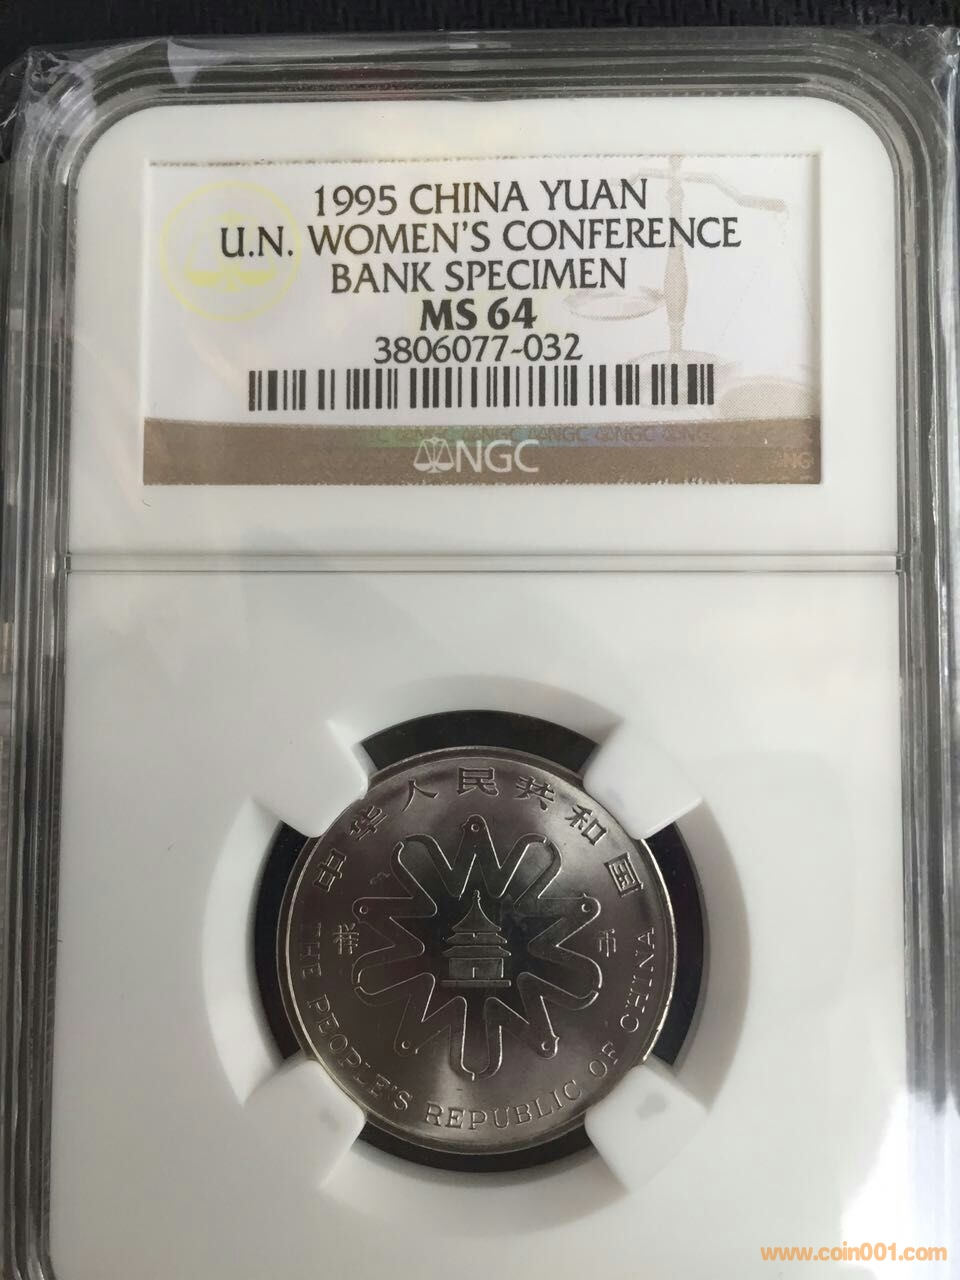 1995 CHINA YUAN
U.N. WOMEN'S CONFERENCE
BANK SPECIMEN
MS 64
3806077-032
NGC
中华人民共和国
样 币
THE PEOPLE'S REPUBLIC OF CHINA
www.coin001.com